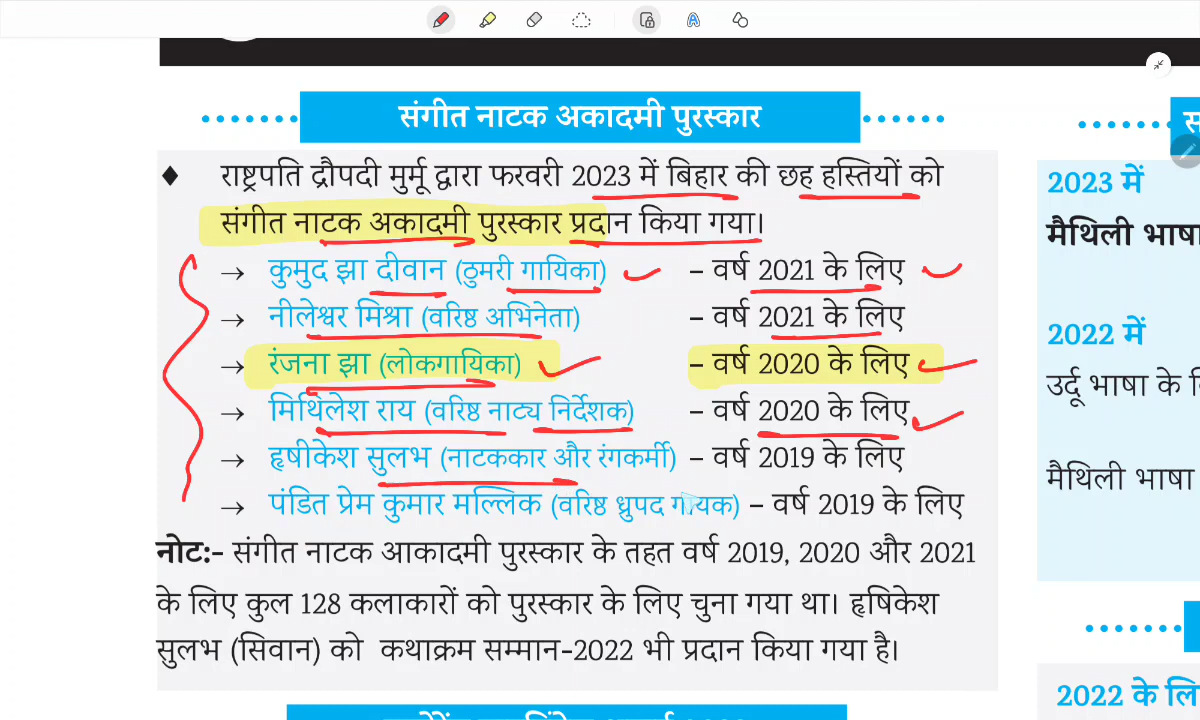 संगीत नाटक अकादमी पुरस्कार
राष्ट्रपति द्रौपदी मुर्मू द्वारा फरवरी 2023 में बिहार की छह हस्तियों को
संगीत नाटक अकादमी पुरस्कार प्रदान किया गया।
→ कुमुद झा दीवान (ठुमरी गायिका) – वर्ष 2021 के लिए
→ नीलेश्वर मिश्रा (वरिष्ठ अभिनेता) – वर्ष 2021 के लिए
→ रंजना झा (लोकगायिका) – वर्ष 2020 के लिए
→ मिथिलेश राय (वरिष्ठ नाट्य निर्देशक) – वर्ष 2020 के लिए
→ हृषीकेश सुलभ (नाटककार और रंगकर्मी) – वर्ष 2019 के लिए
→ पंडित प्रेम कुमार मल्लिक (वरिष्ठ ध्रुपद गायक) – वर्ष 2019 के लिए
नोट:- संगीत नाटक आकादमी पुरस्कार के तहत वर्ष 2019, 2020 और 2021
के लिए कुल 128 कलाकारों को पुरस्कार के लिए चुना गया था। हृषिकेश
सुलभ (सिवान) को कथाक्रम सम्मान-2022 भी प्रदान किया गया है।
2023 में
मैथिली भाषा
2022 में
उर्दू भाषा के
मैथिली भाषा
2022 के